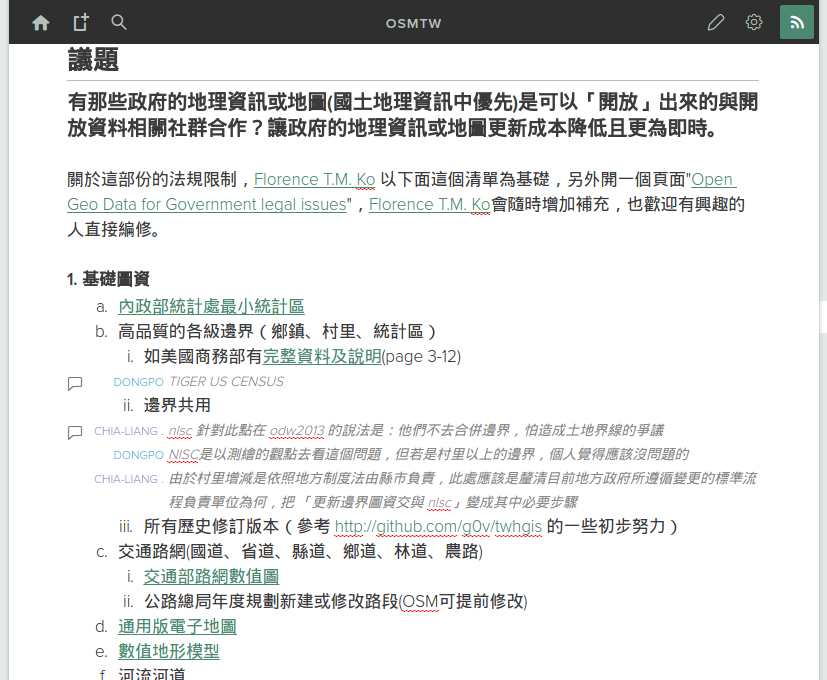 OSMTW
議題
有那些政府的地理資訊或地圖(國土地理資訊中優先)是可以「開放」出來的與開
放資料相關社群合作？讓政府的地理資訊或地圖更新成本降低且更為即時。
關於這部份的法規限制，Florence T.M. Ko 以下面這個清單為基礎，另外開一個頁面"Open
Geo Data for Government legal issues"，Florence T.M. Ko會隨時增加補充，也歡迎有興趣的
人直接編修。
1. 基礎圖資
a. 內政部統計處最小統計區
b. 高品質的各級邊界（鄉鎮、村里、統計區）
i. 如美國商務部有完整資料及說明(page 3-12)
DONGPO TIGER US CENSUS
ii. 邊界共用
CHIA-LIANG . nlsc 針對此點在 odw2013 的說法是：他們不去合併邊界，怕造成土地界線的爭議
DONGPO NlSC是以測繪的觀點去看這個問題，但若是村里以上的邊界，個人覺得應該沒問題的
CHIA-LIANG . 由於村里增減是依照地方制度法由縣市負責，此處應該是釐清目前地方政府所遵循變更的標準流
程負責單位為何，把「更新邊界圖資交與 nlsc」變成其中必要步驟
iii. 所有歷史修訂版本（參考 http://github.com/g0v/twhgis 的一些初步努力）
c. 交通路網(國道、省道、縣道、鄉道、林道、農路)
i. 交通部路網數值圖
ii. 公路總局年度規劃新建或修改路段(OSM可提前修改)
d. 通用版電子地圖
e. 數值地形模型
f. 河流河道